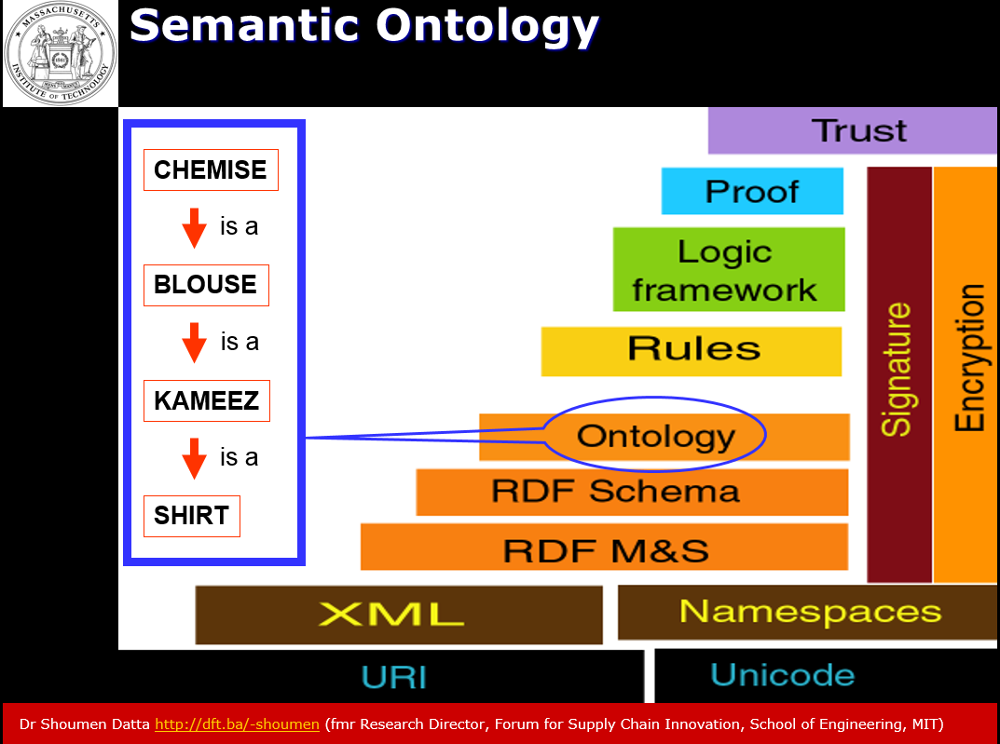 MASSACHUSETTS
INSTITUTE OF TECHNOLOGY
Semantic Ontology
CHEMISE
is a
BLOUSE
is a
KAMEEZ
is a
SHIRT
Trust
Proof
Logic
framework
Rules
Ontology
RDF Schema
RDF M&S
Signature
Encryption
XML
Namespaces
URI
Unicode
Dr Shoumen Datta http://dft.ba/-shoumen (fmr Research Director, Forum for Supply Chain Innovation, School of Engineering, MIT)